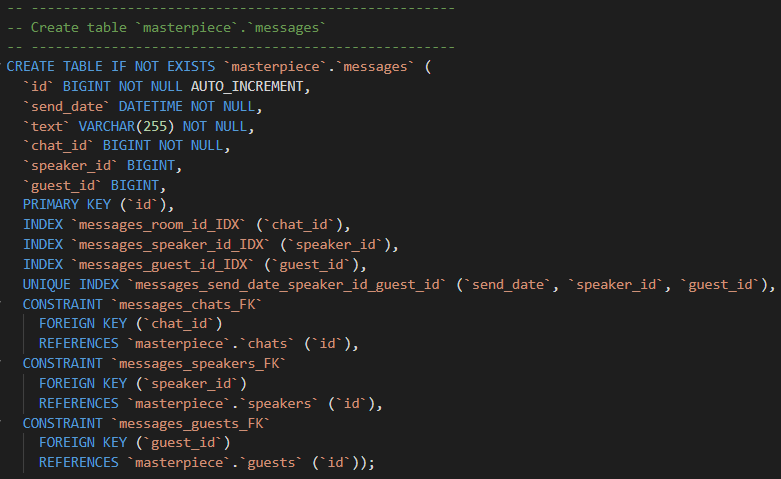 -- -----------------------------------------------------
-- Create table `masterpiece`.`messages`
-- -----------------------------------------------------
CREATE TABLE IF NOT EXISTS `masterpiece`.`messages` (
  `id` BIGINT NOT NULL AUTO_INCREMENT,
  `send_date` DATETIME NOT NULL,
  `text` VARCHAR(255) NOT NULL,
  `chat_id` BIGINT NOT NULL,
  `speaker_id` BIGINT,
  `guest_id` BIGINT,
  PRIMARY KEY (`id`),
  INDEX `messages_room_id_IDX` (`chat_id`),
  INDEX `messages_speaker_id_IDX` (`speaker_id`),
  INDEX `messages_guest_id_IDX` (`guest_id`),
  UNIQUE INDEX `messages_send_date_speaker_id_guest_id` (`send_date`, `speaker_id`, `guest_id`),
  CONSTRAINT `messages_chats_FK`
    FOREIGN KEY (`chat_id`)
    REFERENCES `masterpiece`.`chats` (`id`),
  CONSTRAINT `messages_speakers_FK`
    FOREIGN KEY (`speaker_id`)
    REFERENCES `masterpiece`.`speakers` (`id`),
  CONSTRAINT `messages_guests_FK`
    FOREIGN KEY (`guest_id`)
    REFERENCES `masterpiece`.`guests` (`id`));